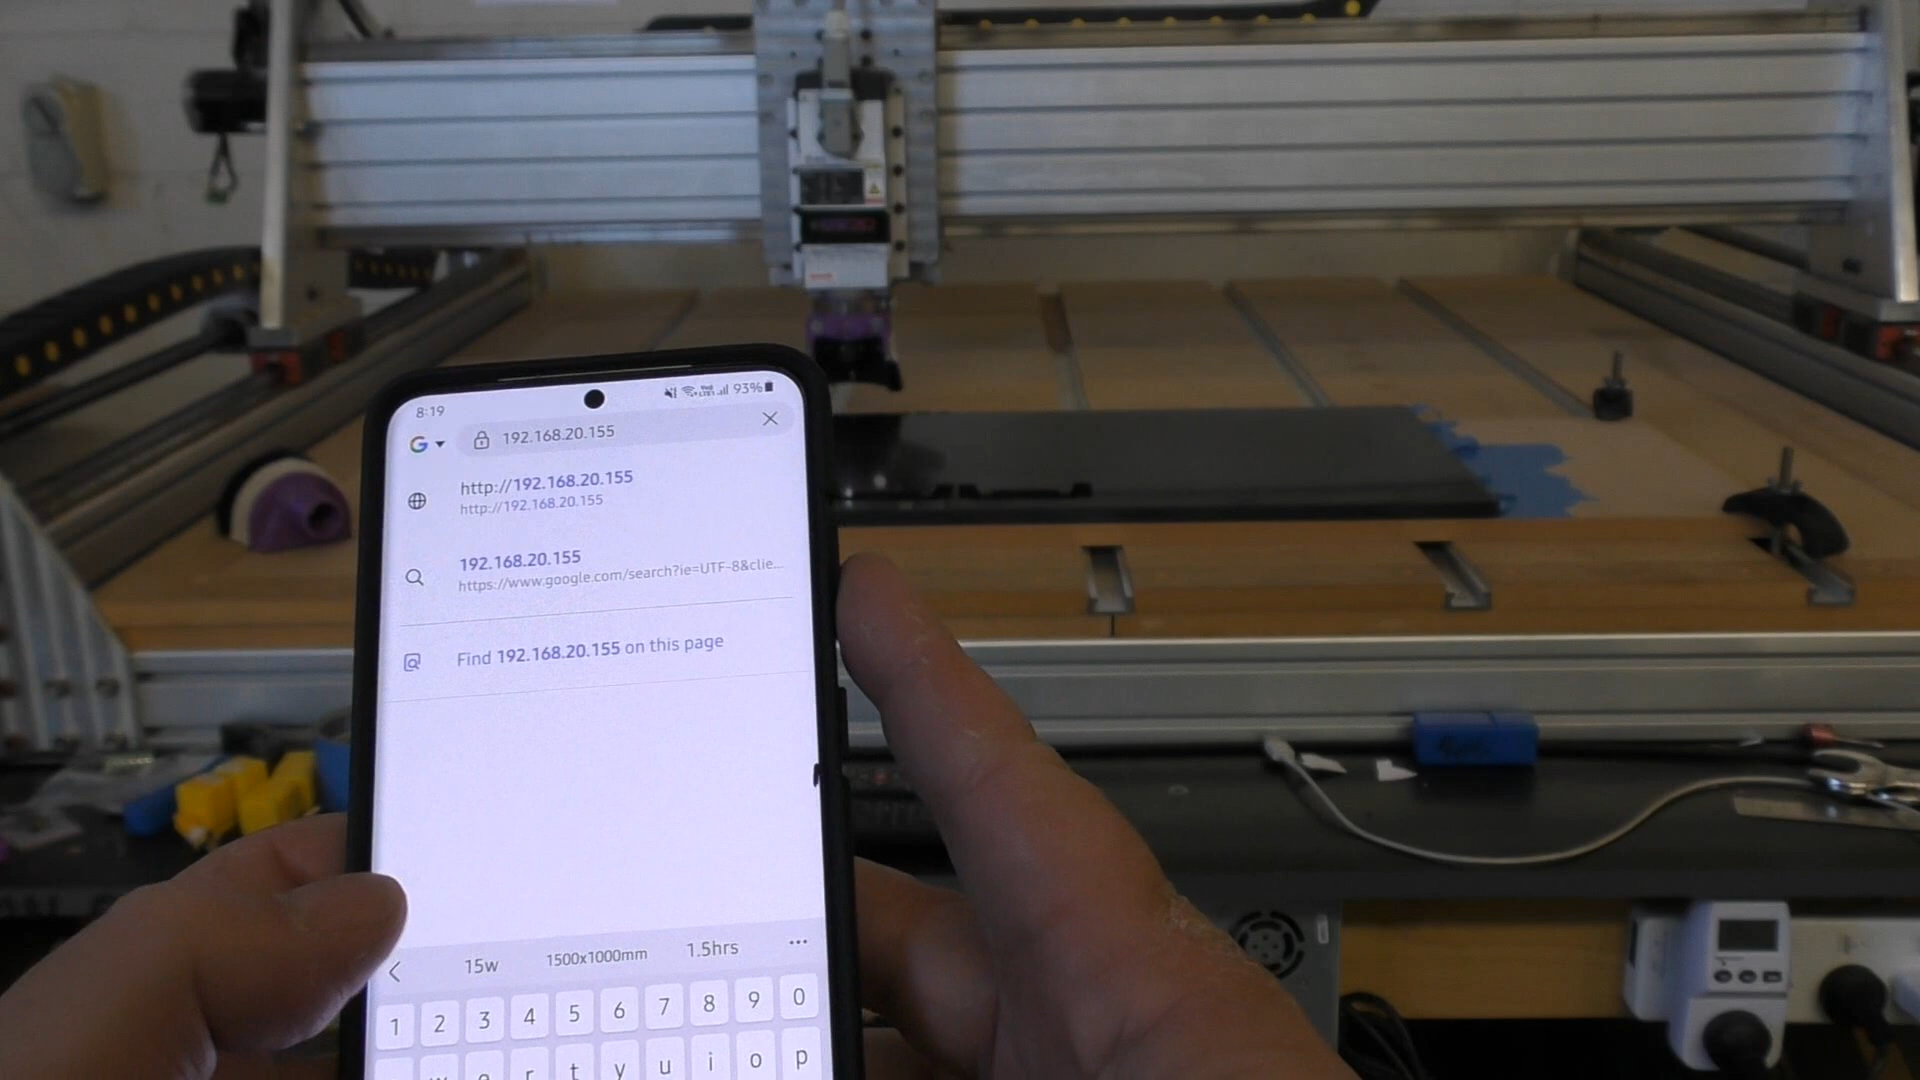 8:19
93%
192.168.20.155
http://192.168.20.155
http://192.168.20.155
192.168.20.155
https://www.google.com/search?ie=UTF-8&clie...
Find 192.168.20.155 on this page
15w 1500x1000mm 1.5hrs ...
1 2 3 4 5 6 7 8 9 0
w e r t y u i o p